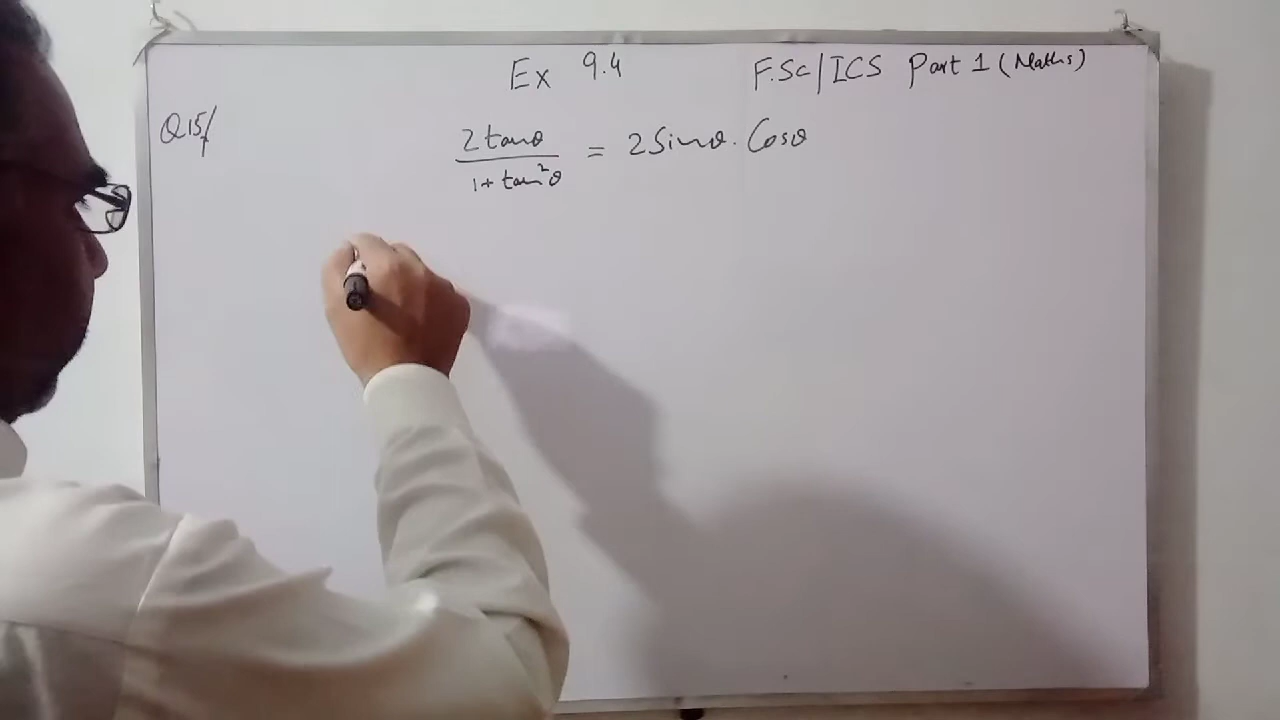 Ex 9.4 F.Sc/ICS Part 1 (Maths)
Q15/ 2tanθ/1+tan²θ = 2Sinθ.Cosθ